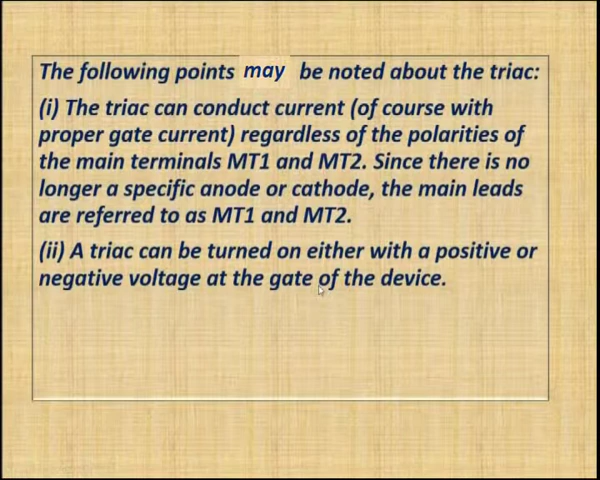 The following points may be noted about the triac:
(i) The triac can conduct current (of course with
proper gate current) regardless of the polarities of
the main terminals MT1 and MT2. Since there is no
longer a specific anode or cathode, the main leads
are referred to as MT1 and MT2.
(ii) A triac can be turned on either with a positive or
negative voltage at the gate of the device.